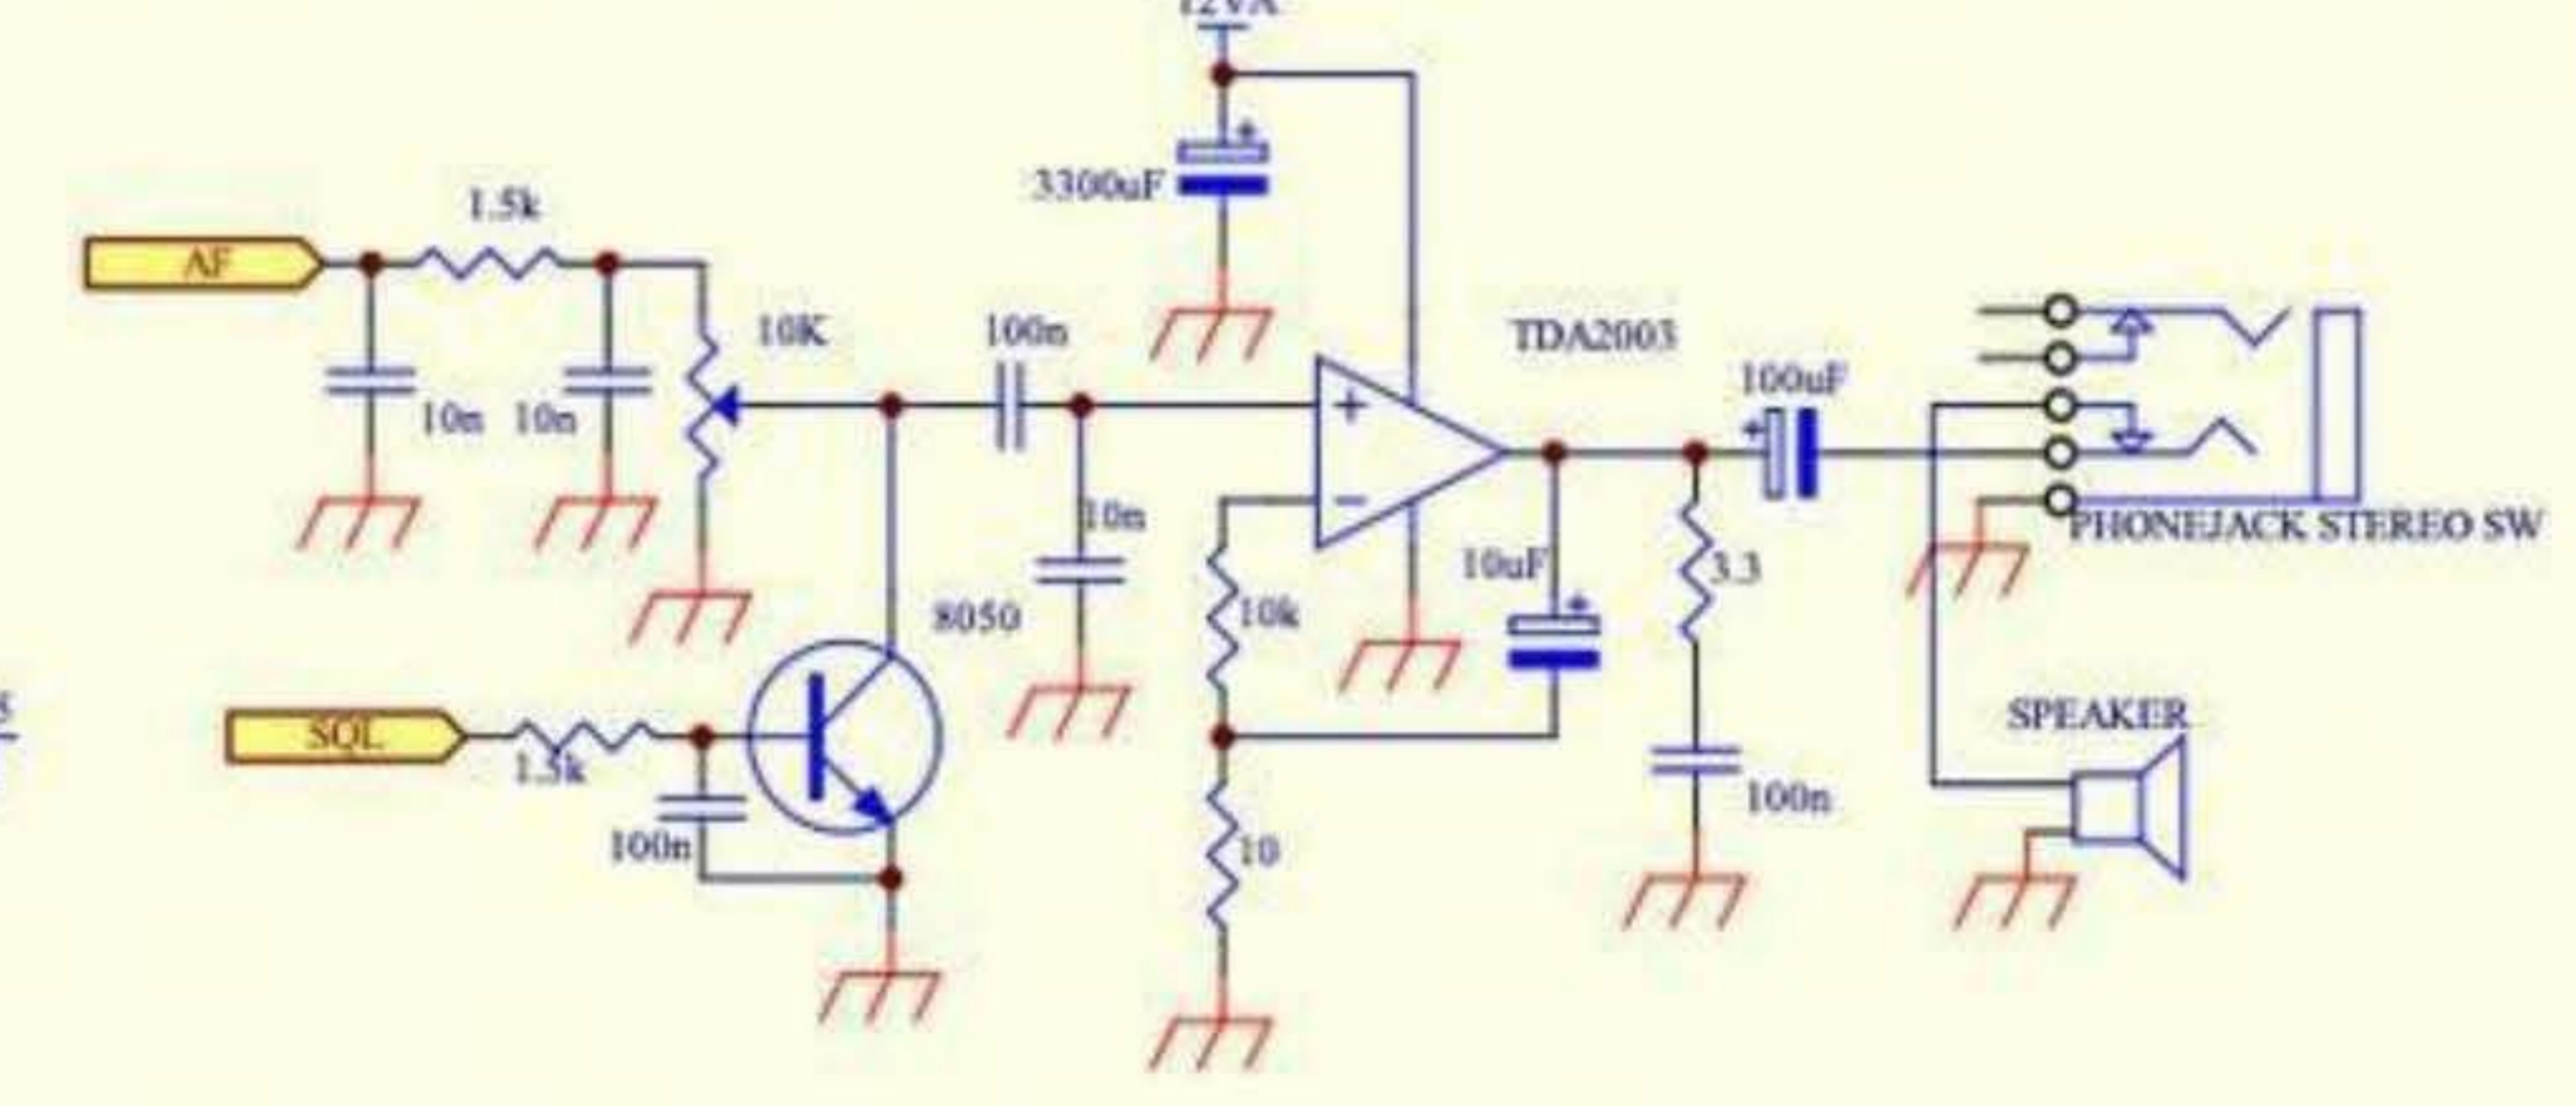 12VA
3300uF
1.5k
AF
10K
100n
TDA2003
100uF
10n
10n
+
10n
-
PHONEJACK STEREO SW
10uF
3.3
10k
8050
SQL
1.5k
SPEAKER
100n
100n
10